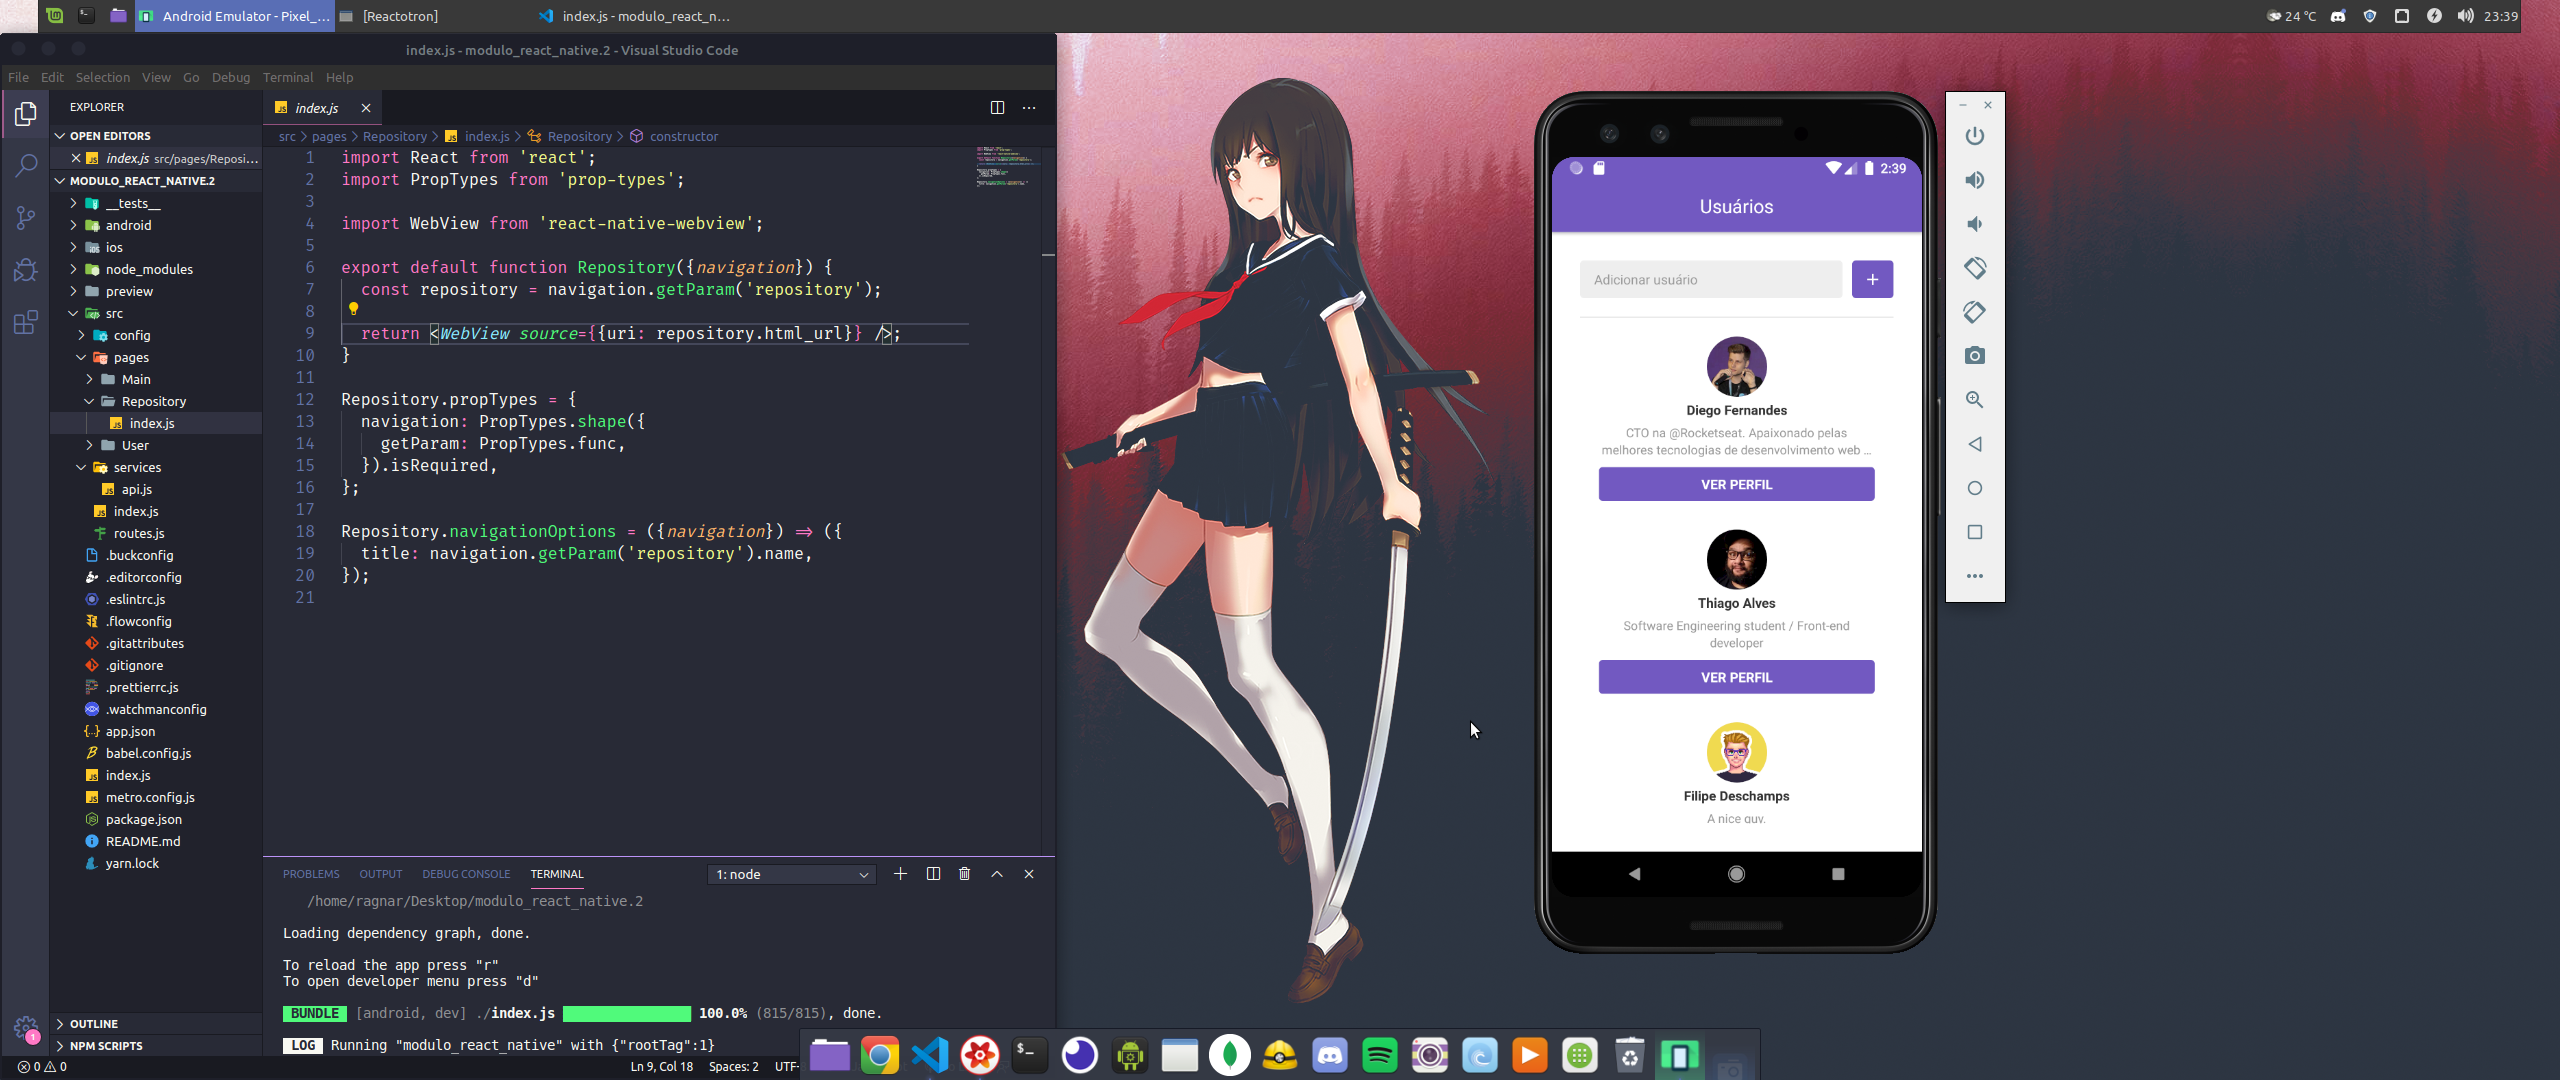 Android Emulator - Pixel_...
[Reactotron]
index.js - modulo_react_n...
24 °C
23:39
index.js - modulo_react_native.2 - Visual Studio Code
File Edit Selection View Go Debug Terminal Help
EXPLORER
OPEN EDITORS
index.js src/pages/Reposi...
MODULO_REACT_NATIVE.2
__tests__
android
ios
node_modules
preview
src
config
pages
Main
Repository
index.js
User
services
api.js
index.js
routes.js
.buckconfig
.editorconfig
.eslintrc.js
.flowconfig
.gitattributes
.gitignore
.prettierrc.js
.watchmanconfig
app.json
babel.config.js
index.js
metro.config.js
package.json
README.md
yarn.lock
OUTLINE
NPM SCRIPTS
1
0 0
index.js
src > pages > Repository > index.js > Repository > constructor
1 import React from 'react';
2 import PropTypes from 'prop-types';
3
4 import WebView from 'react-native-webview';
5
6 export default function Repository({navigation}) {
7 const repository = navigation.getParam('repository');
8
9 return <WebView source={{uri: repository.html_url}} />;
10 }
11
12 Repository.propTypes = {
13 navigation: PropTypes.shape({
14 getParam: PropTypes.func,
15 }).isRequired,
16 };
17
18 Repository.navigationOptions = ({navigation}) => ({
19 title: navigation.getParam('repository').name,
20 });
21
PROBLEMS OUTPUT DEBUG CONSOLE TERMINAL
1: node
/home/ragnar/Desktop/modulo_react_native.2
Loading dependency graph, done.
To reload the app press "r"
To open developer menu press "d"
BUNDLE [android, dev] ./index.js 100.0% (815/815), done.
LOG Running "modulo_react_native" with {"rootTag":1}
Ln 9, Col 18 Spaces: 2 UTF-
2:39
Usuários
Adicionar usuário
+
Diego Fernandes
CTO na @Rocketseat. Apaixonado pelas
melhores tecnologias de desenvolvimento web ...
VER PERFIL
Thiago Alves
Software Engineering student / Front-end
developer
VER PERFIL
Filipe Deschamps
A nice guy.